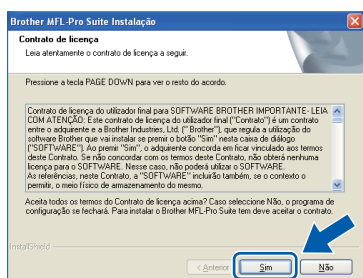 Brother MFL-Pro Suite Instalação
Contrato de licença
Leia atentamente o contrato de licença a seguir.
Pressione a tecla PAGE DOWN para ver o resto do acordo.
Contrato de licença do utilizador final para SOFTWARE BROTHER IMPORTANTE- LEIA
COM ATENÇÃO: Este contrato de licença do utilizador final ("Contrato") é um contrato
entre o adquirente e a Brother Industries, Ltd. (" Brother"), que regula a utilização do
software Brother que vai instalar se premir o botão "Sim" nesta caixa de diálogo
("SOFTWARE"). Ao premir "Sim", o adquirente concorda em ficar vinculado aos termos
deste Contrato. Se não concordar com os termos deste Contrato, não obterá nenhuma
licença para o SOFTWARE. Nesse caso, não poderá utilizar o SOFTWARE.
As referências, neste Contrato, a "SOFTWARE" incluirão também, se o contexto o
permitir, o meio físico de armazenamento do mesmo.
Aceita todos os termos do Contrato de licença acima? Caso seleccione Não, o programa de
configuração se fechará. Para instalar o Brother MFL-Pro Suite tem deve aceitar o contrato.
InstallShield
< Anterior
Sim
Não